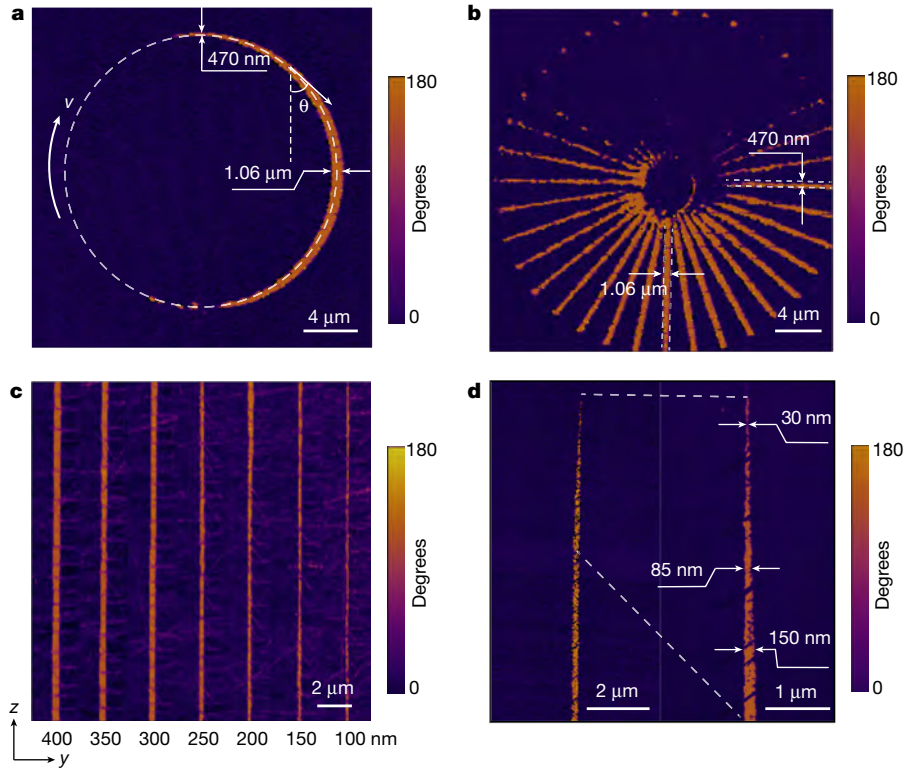 a
470 nm
θ
v
1.06 μm
4 μm
180
Degrees
0
b
470 nm
1.06 μm
4 μm
180
Degrees
0
c
2 μm
z
y
400 350 300 250 200 150 100 nm
180
Degrees
0
d
30 nm
85 nm
150 nm
2 μm
1 μm
180
Degrees
0